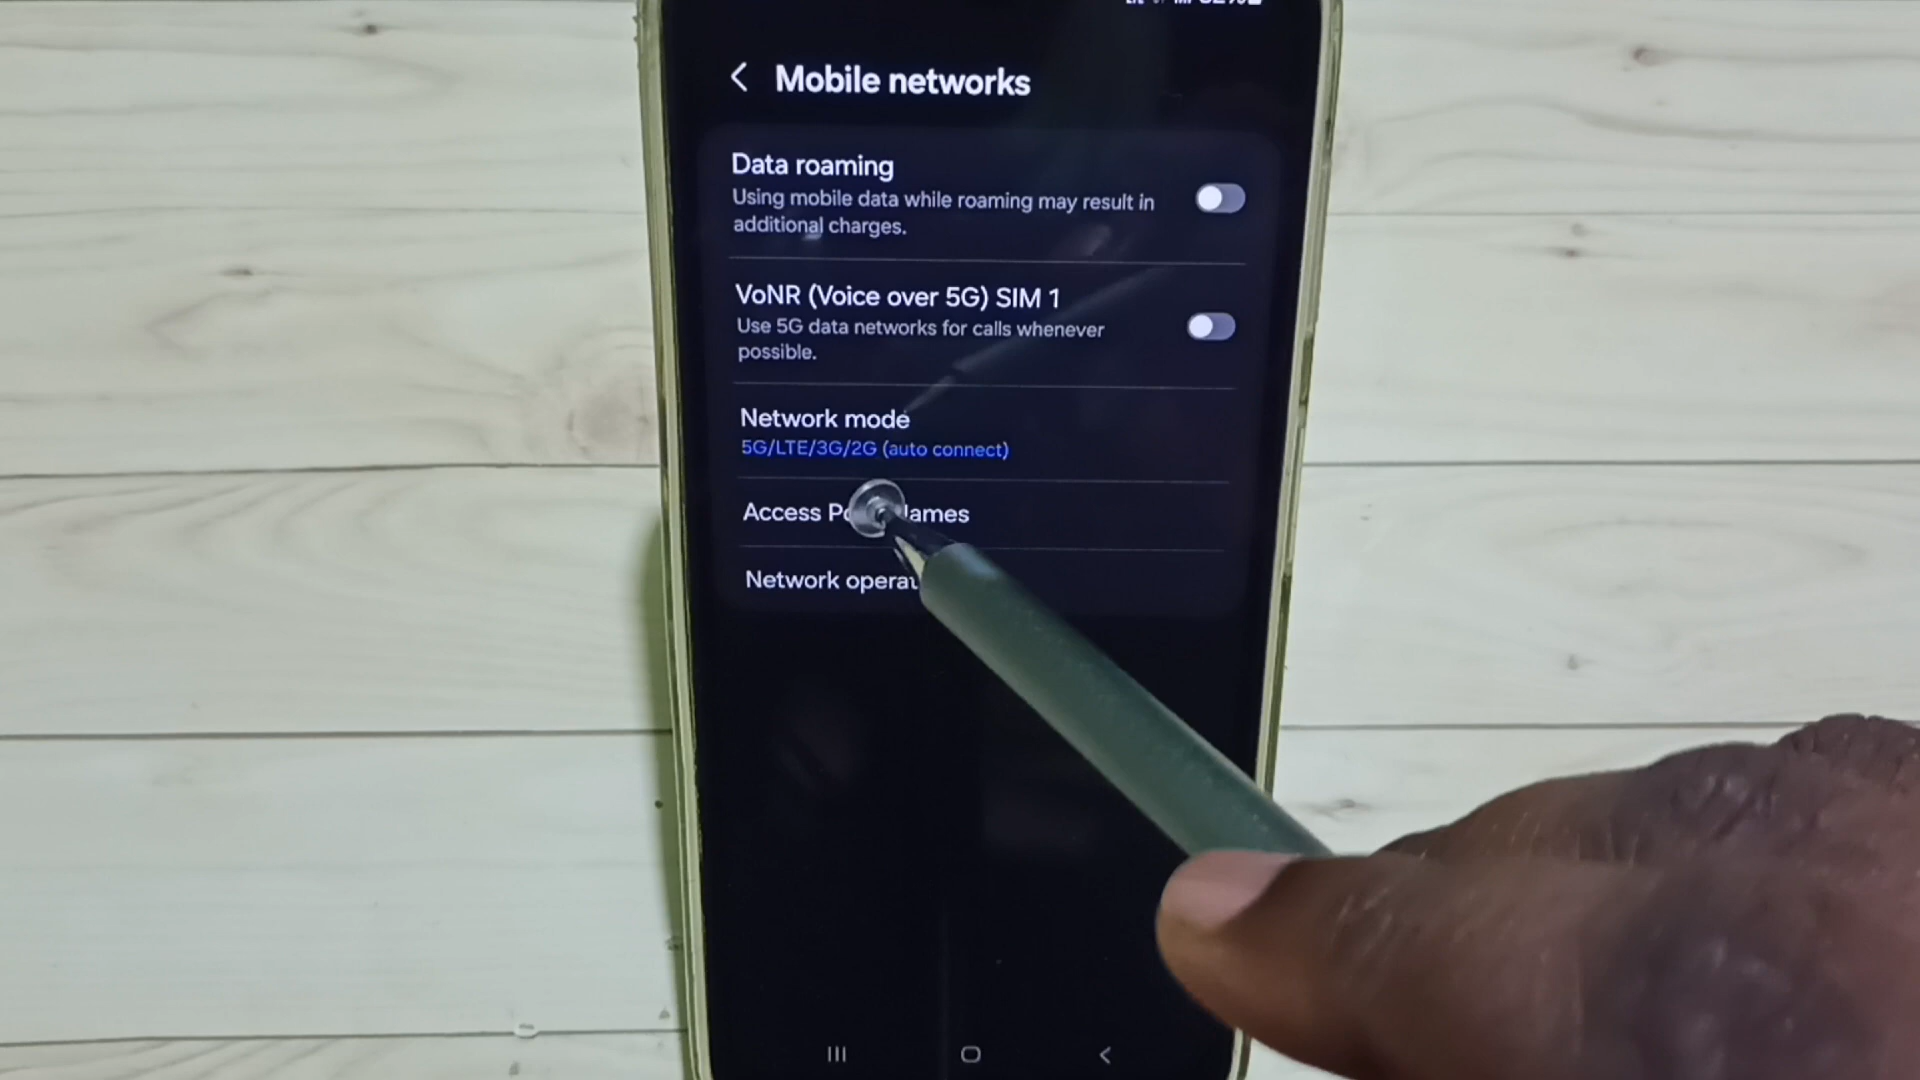 Mobile networks
Data roaming
Using mobile data while roaming may result in
additional charges.
VoNR (Voice over 5G) SIM 1
Use 5G data networks for calls whenever
possible.
Network mode
5G/LTE/3G/2G (auto connect)
Access
Network